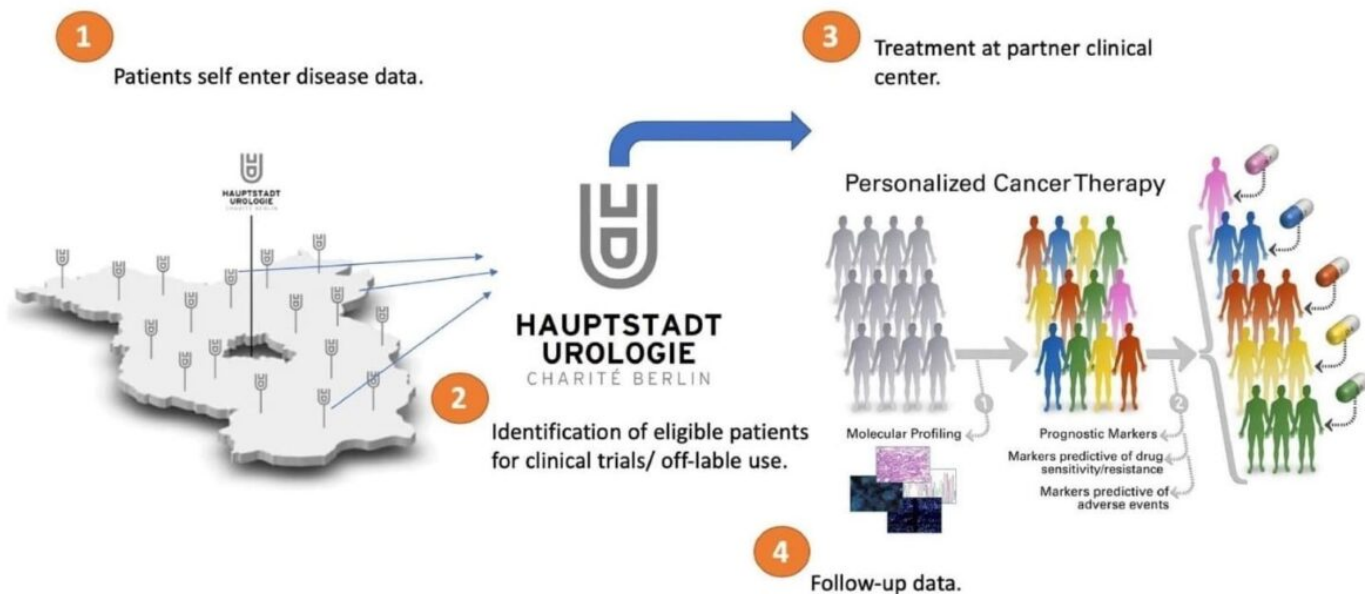 1
Patients self enter disease data.
HAUPTSTADT
UROLOGIE
CHARITÉ BERLIN
2
Identification of eligible patients
for clinical trials/ off-lable use.
HAUPTSTADT
UROLOGIE
CHARITÉ BERLIN
3
Treatment at partner clinical
center.
Personalized Cancer Therapy
1
2
Molecular Profiling
Prognostic Markers
Markers predictive of drug
sensitivity/resistance
Markers predictive of
adverse events
4
Follow-up data.